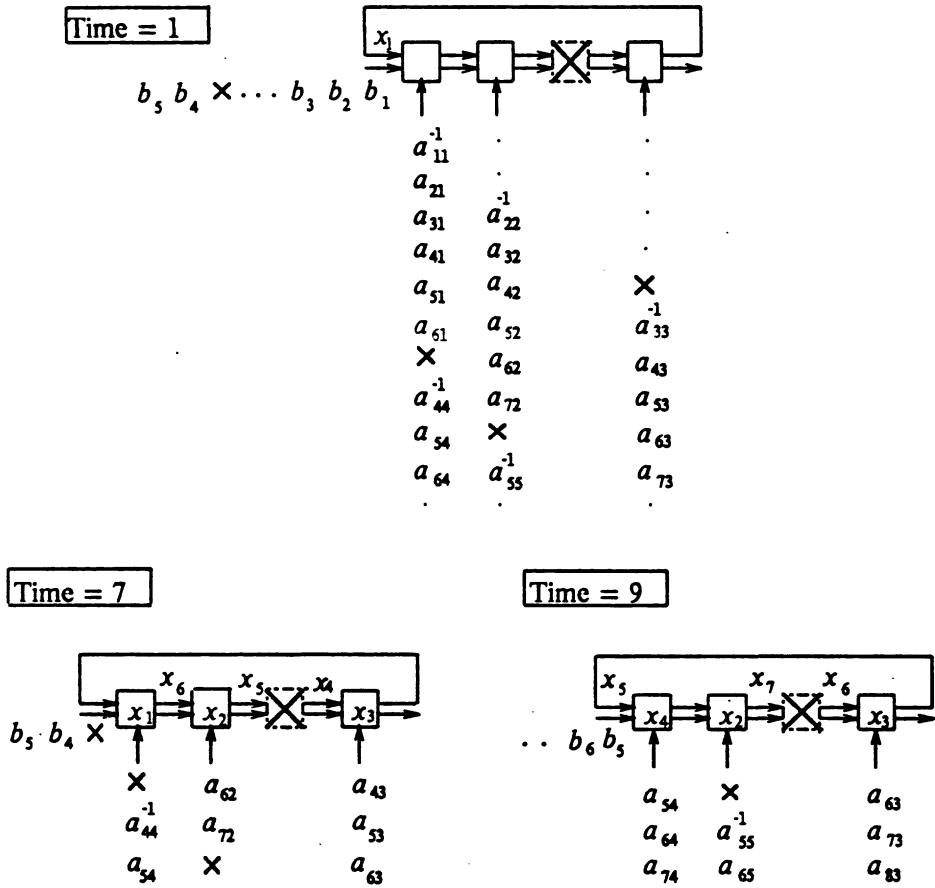 Time = 1
x₁
b₅ b₄ × . . . b₃ b₂ b₁
a₁₁⁻¹ . .
a₂₁ . .
a₃₁ a₂₂⁻¹ .
a₄₁ a₃₂ .
a₅₁ a₄₂ ×
a₆₁ a₅₂ a₃₃⁻¹
× a₆₂ a₄₃
a₄₄⁻¹ a₇₂ a₅₃
a₅₄ × a₆₃
a₆₄ a₅₅⁻¹ a₇₃
. . .
Time = 7
x₆ x₅ x₄
x₁ x₂ x₃
b₅ b₄ ×
× a₆₂ a₄₃
a₄₄⁻¹ a₇₂ a₅₃
a₅₄ × a₆₃
Time = 9
x₅ x₇ x₆
x₄ x₂ x₃
. . b₆ b₅
a₅₄ × a₆₃
a₆₄ a₅₅⁻¹ a₇₃
a₇₄ a₆₅ a₈₃